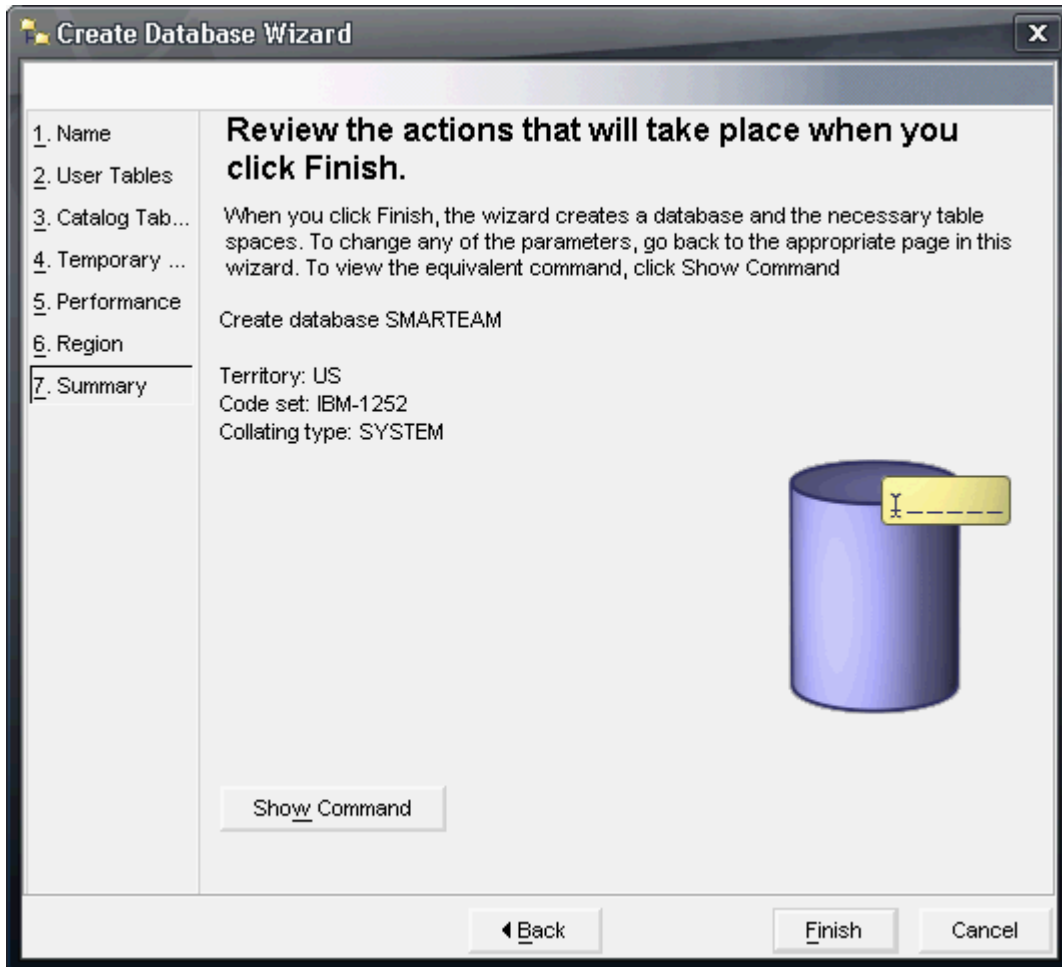 Create Database Wizard
1. Name
2. User Tables
3. Catalog Tab...
4. Temporary ...
5. Performance
6. Region
7. Summary
Review the actions that will take place when you
click Finish.
When you click Finish, the wizard creates a database and the necessary table
spaces. To change any of the parameters, go back to the appropriate page in this
wizard. To view the equivalent command, click Show Command
Create database SMARTEAM
Territory: US
Code set: IBM-1252
Collating type: SYSTEM
Show Command
Back
Finish
Cancel